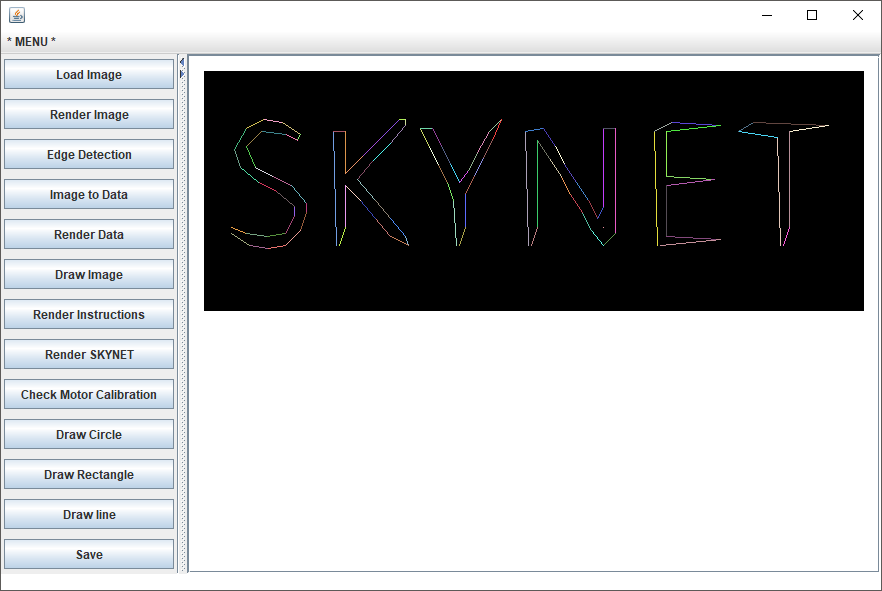 * MENU *
Load Image
Render Image
Edge Detection
Image to Data
Render Data
Draw Image
Render Instructions
Render SKYNET
Check Motor Calibration
Draw Circle
Draw Rectangle
Draw line
Save
SKYNET